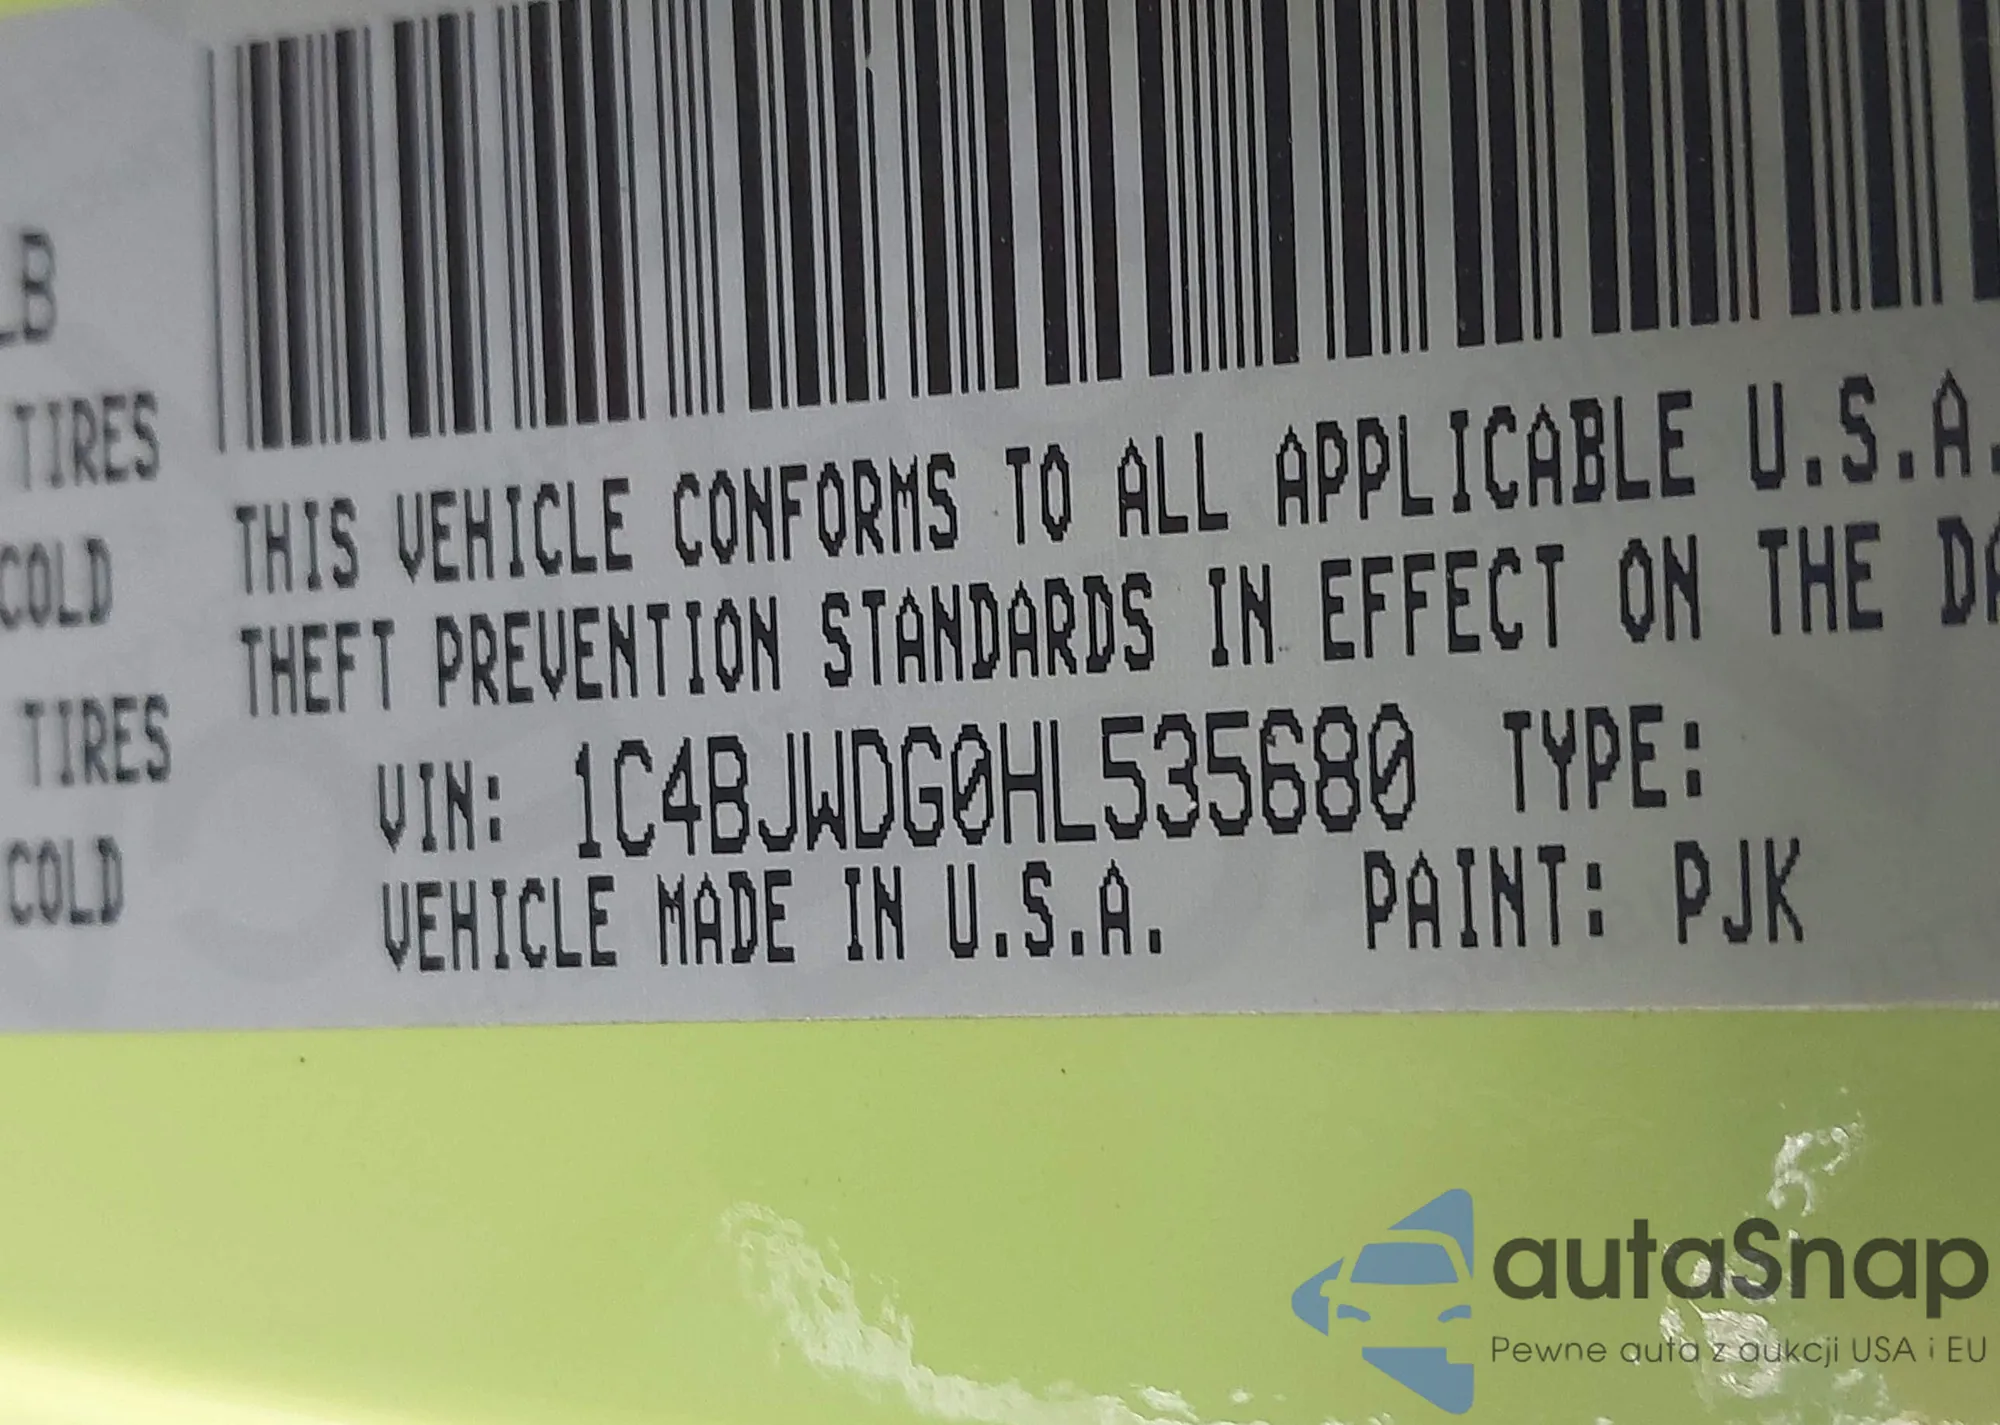 LB
TIRES
COLD
TIRES
COLD
THIS VEHICLE CONFORMS TO ALL APPLICABLE U.S.A.
THEFT PREVENTION STANDARDS IN EFFECT ON THE DA
VIN: 1C4BJWDG0HL535680 TYPE:
VEHICLE MADE IN U.S.A. PAINT: PJK
autaSnap
Pewne auta z aukcji USA i EU